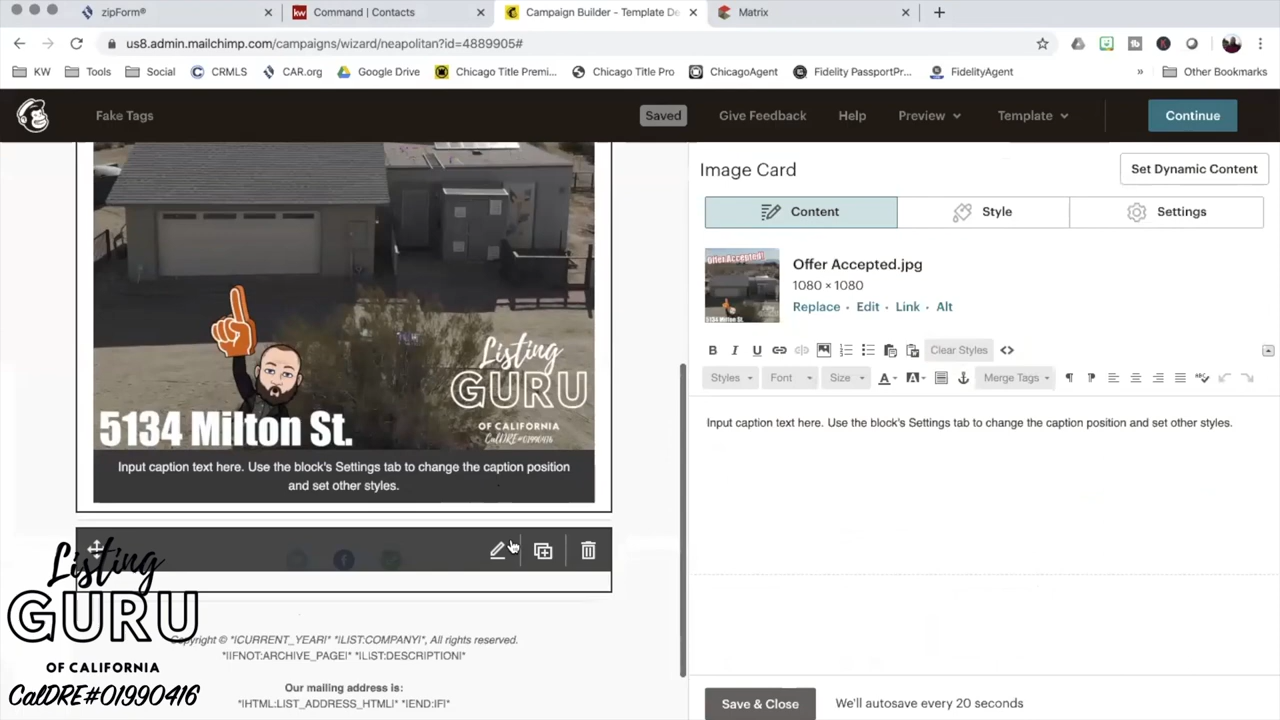 zipForm®
Command | Contacts
Campaign Builder - Template De
Matrix
us8.admin.mailchimp.com/campaigns/wizard/neapolitan?id=4889905#
KW
Tools
Social
CRMLS
CAR.org
Google Drive
Chicago Title Premi...
Chicago Title Pro
ChicagoAgent
Fidelity PassportPr...
FidelityAgent
»
Other Bookmarks
Fake Tags
Saved
Give Feedback
Help
Preview
Template
Continue
Image Card
Set Dynamic Content
Content
Style
Settings
Offer Accepted!
5134 Milton St.
Offer Accepted.jpg
1080 × 1080
Replace · Edit · Link · Alt
B I U
Clear Styles
Styles
Font
Size
A
A
Merge Tags
Input caption text here. Use the block's Settings tab to change the caption position and set other styles.
Listing
GURU
OF CALIFORNIA
CalDRE#01990416
5134 Milton St.
Input caption text here. Use the block's Settings tab to change the caption position
and set other styles.
Listing
GURU
OF CALIFORNIA
CalDRE#01990416
Copyright © *|CURRENT_YEAR|* *|LIST:COMPANY|*, All rights reserved.
*|IFNOT:ARCHIVE_PAGE|* *|LIST:DESCRIPTION|*
Our mailing address is:
*|HTML:LIST_ADDRESS_HTML|* *|END:IF|*
Save & Close
We'll autosave every 20 seconds